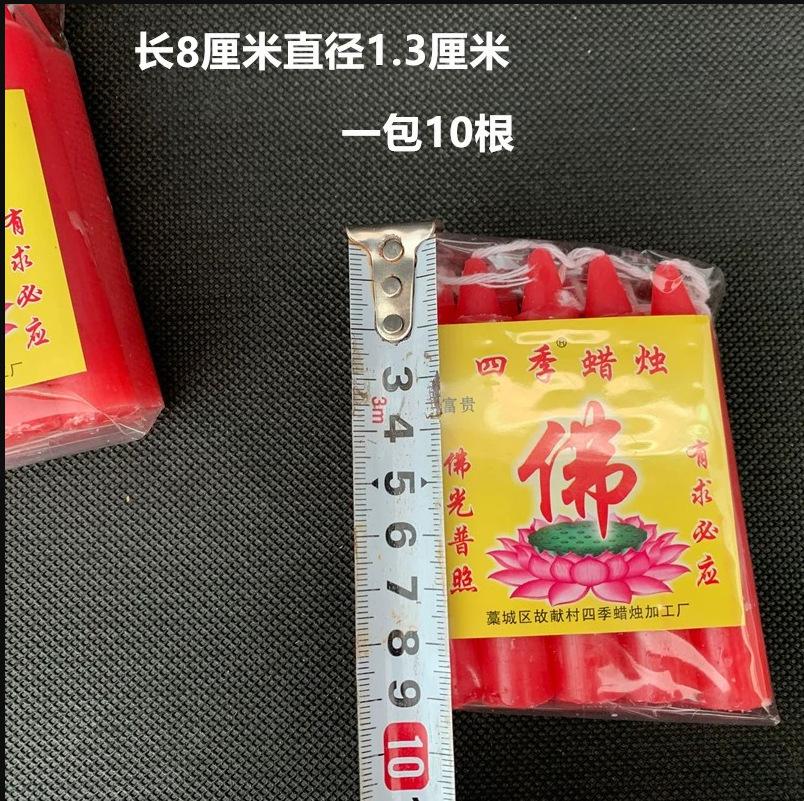 长8厘米直径1.3厘米
一包10根
有求必应
工厂
3
3m
4
5
6
7
8
9
10
四季蜡烛
富贵
佛
佛光普照
有求必应
藁城区故献村四季蜡烛加工厂